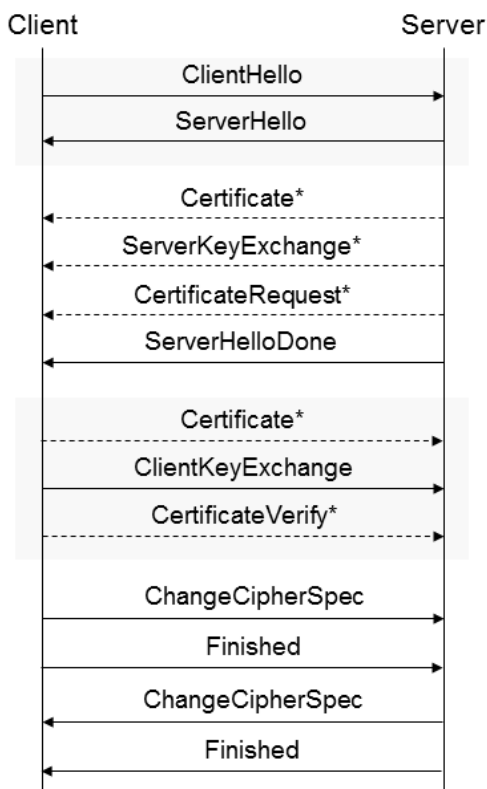 Client Server
ClientHello
ServerHello
Certificate*
ServerKeyExchange*
CertificateRequest*
ServerHelloDone
Certificate*
ClientKeyExchange
CertificateVerify*
ChangeCipherSpec
Finished
ChangeCipherSpec
Finished